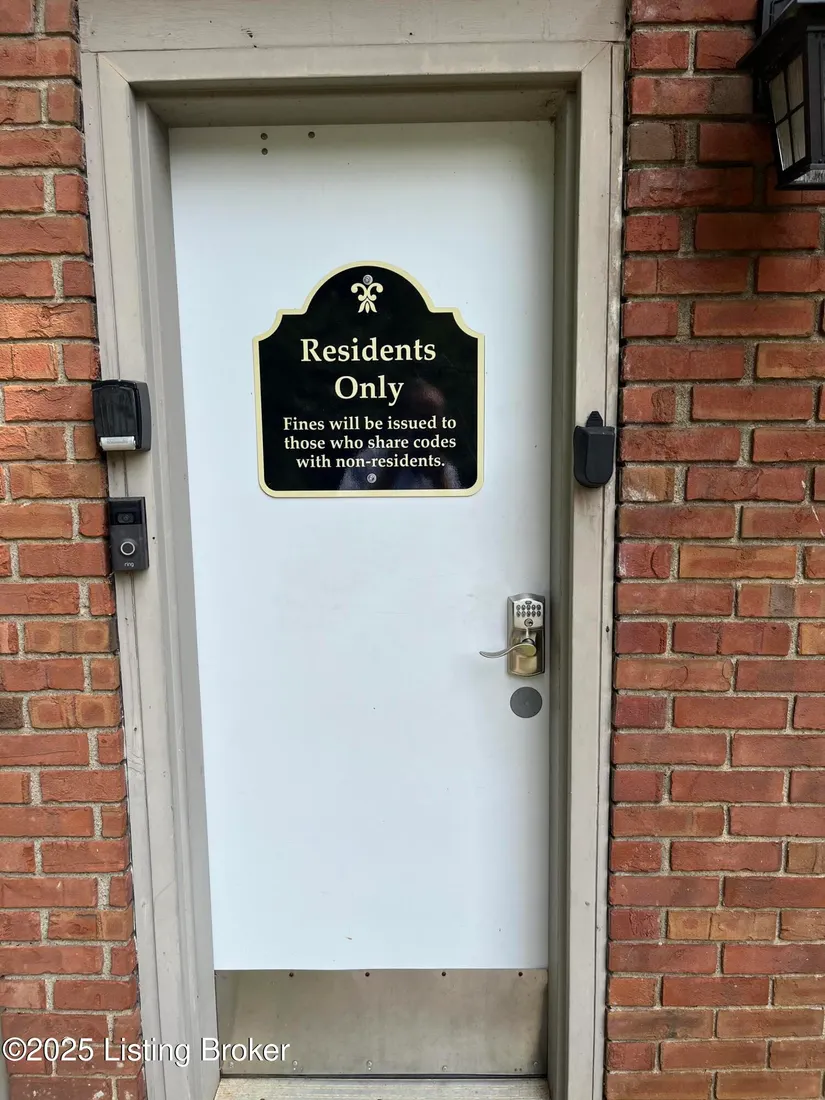 Residents
Only
Fines will be issued to
those who share codes
with non-residents.
ring
©2025 Listing Broker